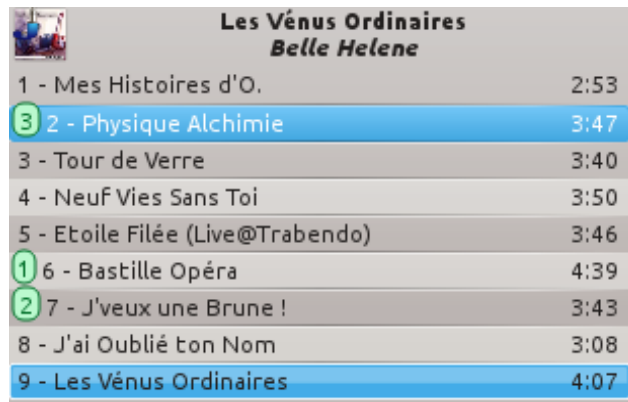 Les Vénus Ordinaires
Belle Helene
1 - Mes Histoires d'O. 2:53
3 2 - Physique Alchimie 3:47
3 - Tour de Verre 3:40
4 - Neuf Vies Sans Toi 3:50
5 - Etoile Filée (Live@Trabendo) 3:46
1 6 - Bastille Opéra 4:39
2 7 - J'veux une Brune ! 3:43
8 - J'ai Oublié ton Nom 3:08
9 - Les Vénus Ordinaires 4:07